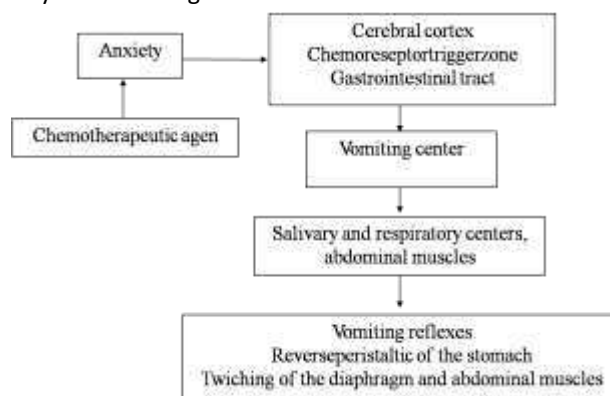 Cerebral cortex
Chemoreseptortriggerzone
Gastrointestinal tract
Anxiety
Chemotherapeutic agen
Vomiting center
Salivary and respiratory centers,
abdominal muscles
Vomiting reflexes
Reverseperistaltic of the stomach
Twiching of the diaphragm and abdominal muscles